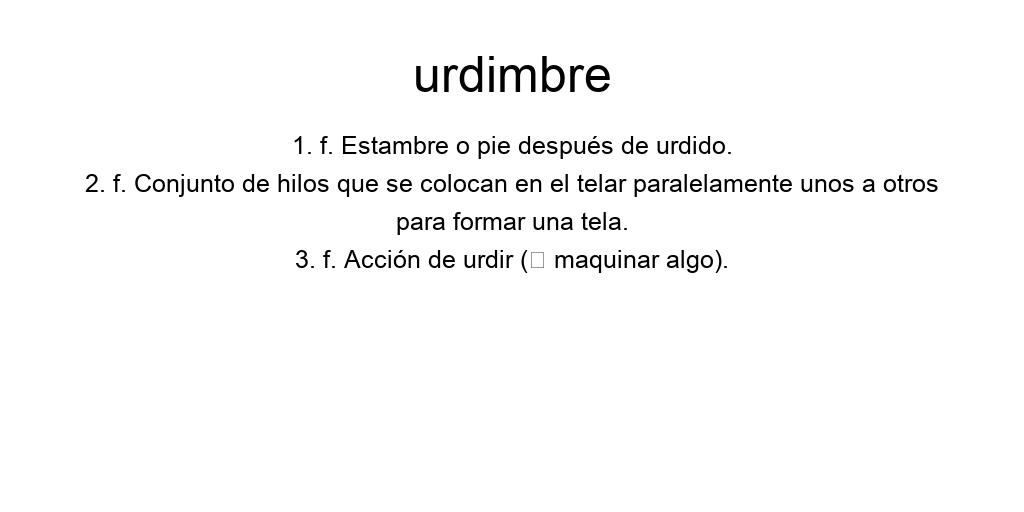 urdimbre
1. f. Estambre o pie después de urdido.
2. f. Conjunto de hilos que se colocan en el telar paralelamente unos a otros
para formar una tela.
3. f. Acción de urdir (□ maquinar algo).